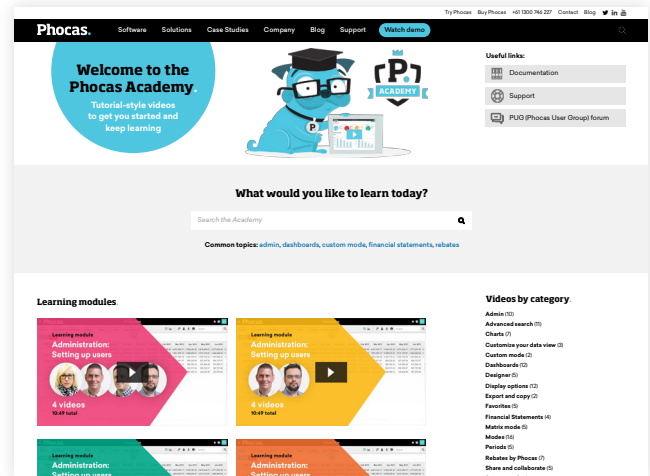 Try Phocas Buy Phocas +61 1300 746 227 Contact Blog
Phocas. Software Solutions Case Studies Company Blog Support Watch demo
Welcome to the
Phocas Academy.
Tutorial-style videos
to get you started and
keep learning
P.
ACADEMY
P
Useful links:
Documentation
Support
PUG (Phocas User Group) forum
What would you like to learn today?
Search the Academy
Common topics: admin, dashboards, custom mode, financial statements, rebates
Learning modules.
Learning module
Administration:
Setting up users
4 videos
10:49 total
Learning module
Administration:
Setting up users
4 videos
10:49 total
Learning module
Administration:
Setting up users
Learning module
Administration:
Setting up users
Videos by category.
Admin (10)
Advanced search (11)
Charts (7)
Customize your data view (3)
Custom mode (2)
Dashboards (12)
Designer (5)
Display options (12)
Export and copy (2)
Favorites (5)
Financial Statements (4)
Matrix mode (5)
Modes (16)
Periods (5)
Rebates by Phocas (7)
Share and collaborate (5)